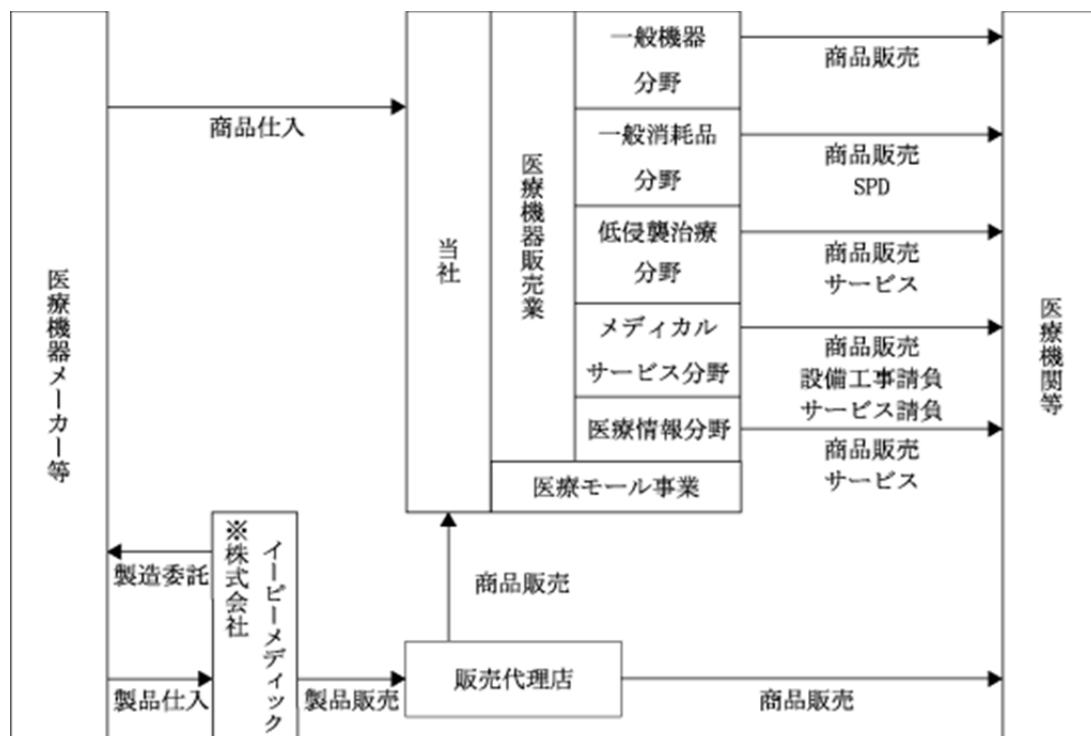 医療機器メーカー等
商品仕入
当社
医療機器販売業
一般機器
分野
商品販売
一般消耗品
分野
商品販売
SPD
低侵襲治療
分野
商品販売
サービス
メディカル
サービス分野
商品販売
設備工事請負
サービス請負
医療情報分野
商品販売
サービス
医療モール事業
医療機関等
製造委託
製品仕入
※株式会社
イーピーメディック
製品販売
商品販売
販売代理店
商品販売